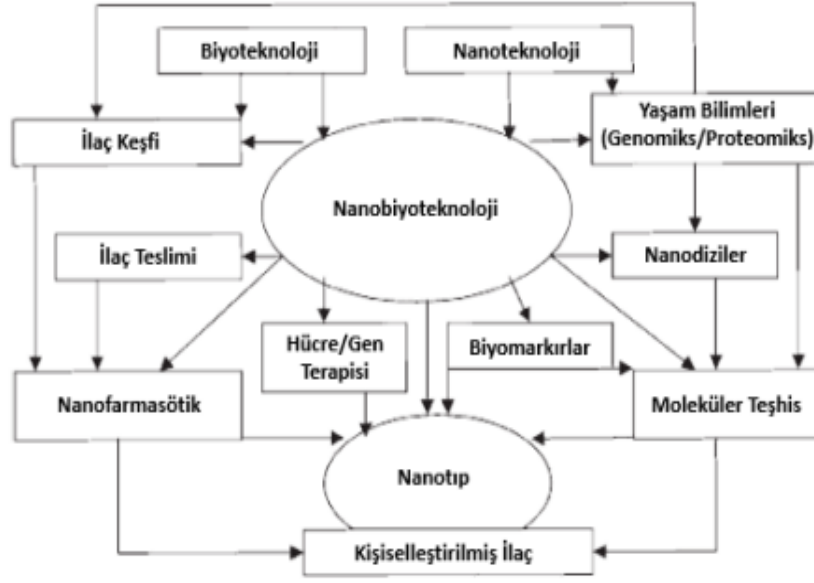 Biyoteknoloji
Nanoteknoloji
İlaç Keşfi
Yaşam Bilimleri
(Genomiks/Proteomiks)
Nanobiyoteknoloji
İlaç Teslimi
Nanodiziler
Hücre/Gen
Terapisi
Biyomarkırlar
Nanofarmasötik
Moleküler Teşhis
Nanotıp
Kişiselleştirilmiş İlaç